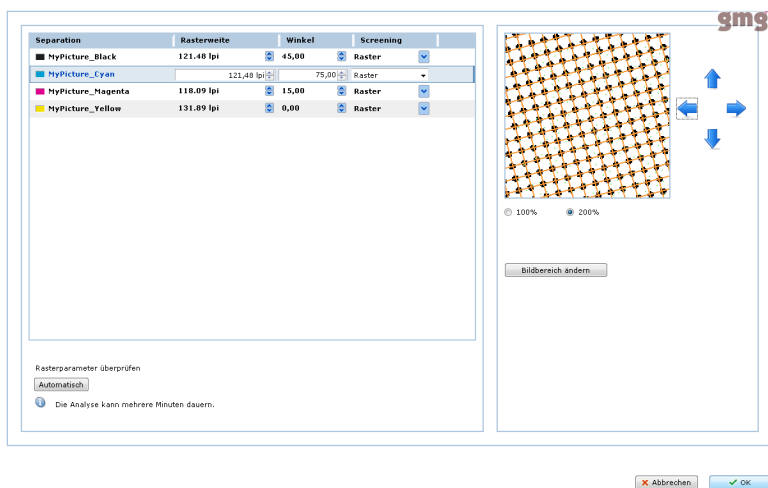 gmg
Separation Rasterweite Winkel Screening
MyPicture_Black 121.48 lpi 45,00 Raster
MyPicture_Cyan 121,48 lpi 75,00 Raster
MyPicture_Magenta 118.09 lpi 15,00 Raster
MyPicture_Yellow 131.89 lpi 0,00 Raster
100% 200%
Bildbereich ändern
Rasterparameter überprüfen
Automatisch
Die Analyse kann mehrere Minuten dauern.
Abbrechen OK